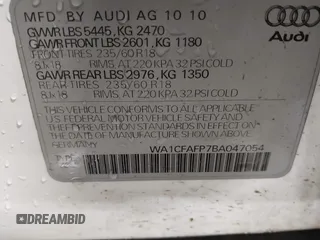 MFD. BY AUDI AG 10 10
GVWR LBS 5445, KG 2470
GAWR FRONT LBS 2601, KG 1180
FRONT TIRES 235/60 R18
8Jx18 RIMS, AT 220 KPA 32 PSI COLD
GAWR REAR LBS 2976, KG 1350
REAR TIRES 235/60 R18
8Jx18 RIMS, AT 220 KPA/32 PSI COLD
THIS VEHICLE CONFORMS TO ALL APPLICABLE
U.S. FEDERAL MOTOR VEHICLE SAFETY AND
THEFT PREVENTION STANDARDS IN EFFECT ON
THE DATE OF MANUFACTURE SHOWN ABOVE
GERMANY
WA1CFAFP7BA047054
Audi
DREAMBID